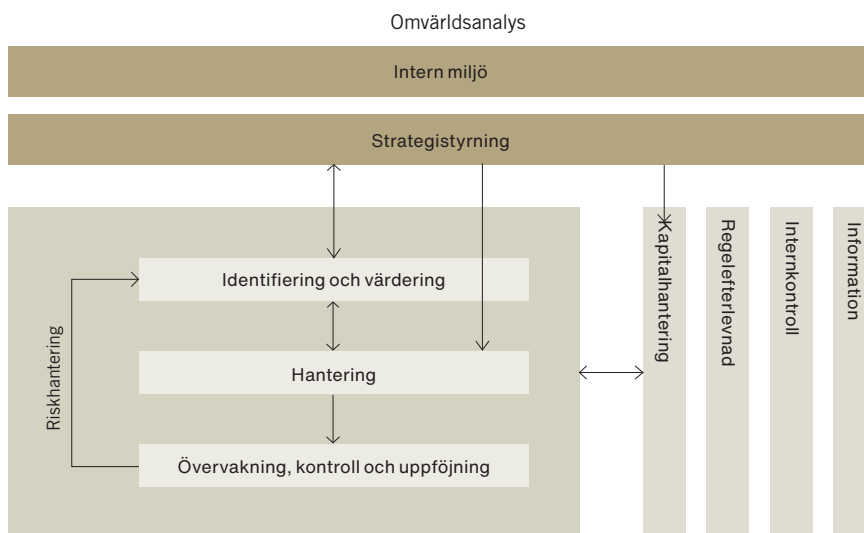 Omvärldsanalys
Intern miljö
Strategistyrning
Identifiering och värdering
Hantering
Övervakning, kontroll och uppföjning
Riskhantering
Kapitalhantering
Regelefterlevnad
Internkontroll
Information